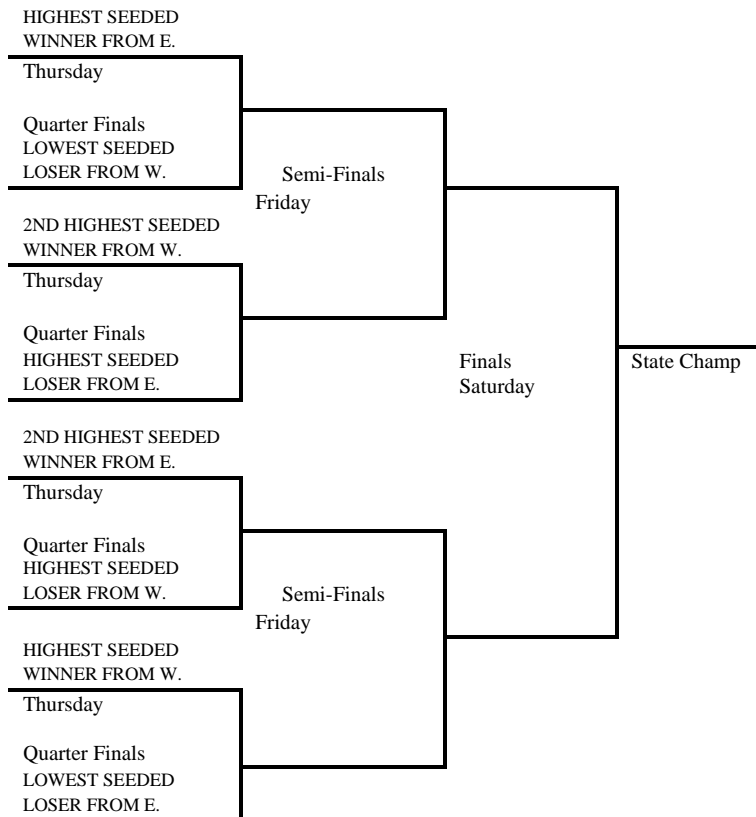 HIGHEST SEEDED
WINNER FROM E.
Thursday
Quarter Finals
LOWEST SEEDED
LOSER FROM W.
Semi-Finals
Friday
2ND HIGHEST SEEDED
WINNER FROM W.
Thursday
Quarter Finals
HIGHEST SEEDED
LOSER FROM E.
Finals
Saturday
State Champ
2ND HIGHEST SEEDED
WINNER FROM E.
Thursday
Quarter Finals
HIGHEST SEEDED
LOSER FROM W.
Semi-Finals
Friday
HIGHEST SEEDED
WINNER FROM W.
Thursday
Quarter Finals
LOWEST SEEDED
LOSER FROM E.